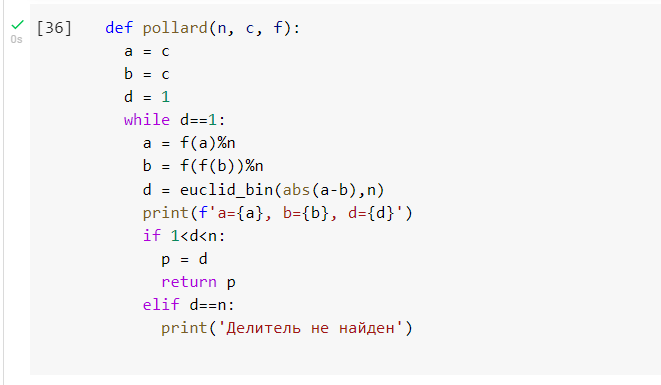 [36] def pollard(n, c, f):
a = c
b = c
d = 1
while d==1:
a = f(a)%n
b = f(f(b))%n
d = euclid_bin(abs(a-b),n)
print(f'a={a}, b={b}, d={d}')
if 1<d<n:
p = d
return p
elif d==n:
print('Делитель не найден')
0s